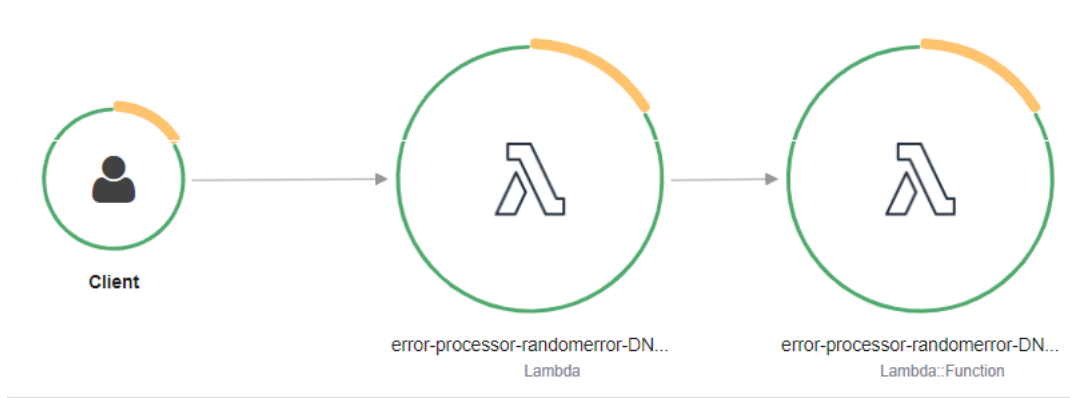 Client
error-processor-randomerror-DN...
Lambda
error-processor-randomerror-DN...
Lambda::Function